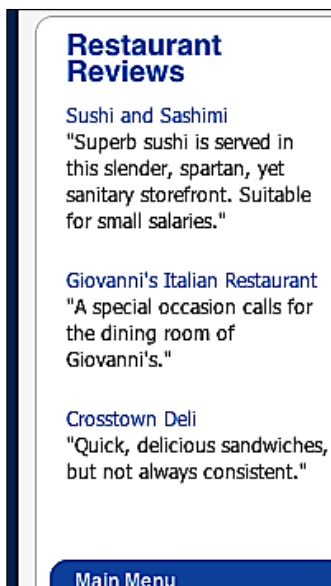 Restaurant
Reviews
Sushi and Sashimi
"Superb sushi is served in
this slender, spartan, yet
sanitary storefront. Suitable
for small salaries."
Giovanni's Italian Restaurant
"A special occasion calls for
the dining room of
Giovanni's."
Crosstown Deli
"Quick, delicious sandwiches,
but not always consistent."
Main Menu